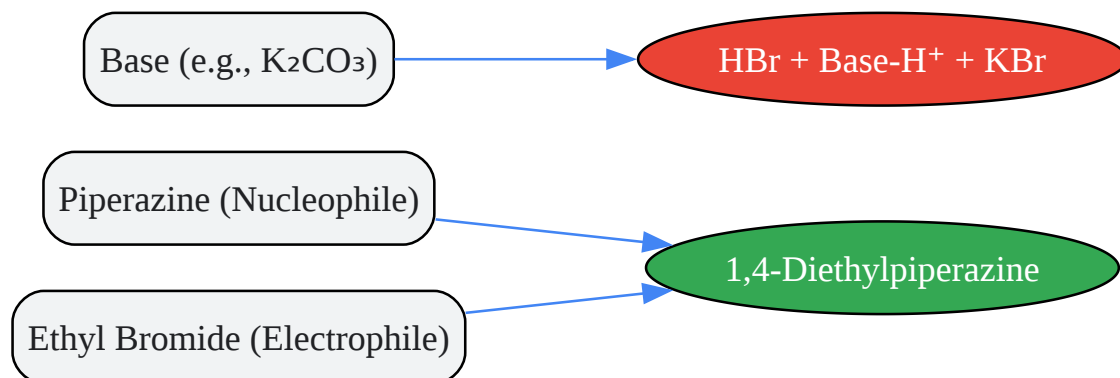 Base (e.g., K₂CO₃)
HBr + Base-H⁺ + KBr
Piperazine (Nucleophile)
1,4-Diethylpiperazine
Ethyl Bromide (Electrophile)